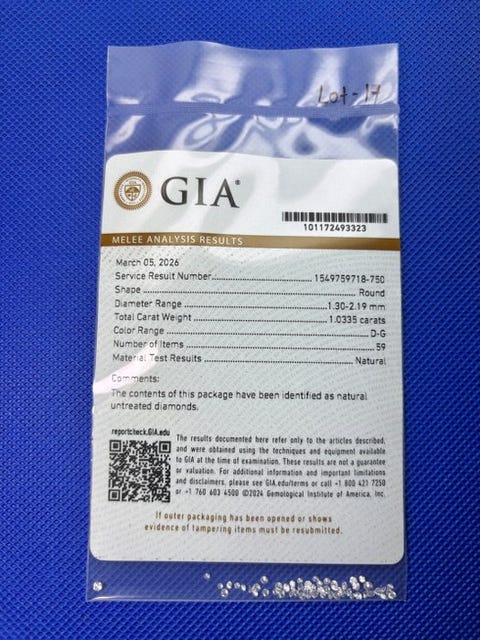 Lot-14
GIA®
101172493323
MELEE ANALYSIS RESULTS
March 05, 2026
Service Result Number 1549759718-750
Shape Round
Diameter Range 1.30-2.19 mm
Total Carat Weight 1.0335 carats
Color Range D-G
Number of Items 59
Material Test Results Natural
Comments:
The contents of this package have been identified as natural
untreated diamonds.
reportcheck.GIA.edu
The results documented here refer only to the articles described,
and were obtained using the techniques and equipment available
to GIA at the time of examination. These results are not a guarantee
or valuation. For additional information and important limitations
and disclaimers, please see GIA.edu/terms or call +1 800 421 7250
or +1 760 603 4500 ©2024 Gemological Institute of America, Inc.
If outer packaging has been opened or shows
evidence of tampering items must be resubmitted.